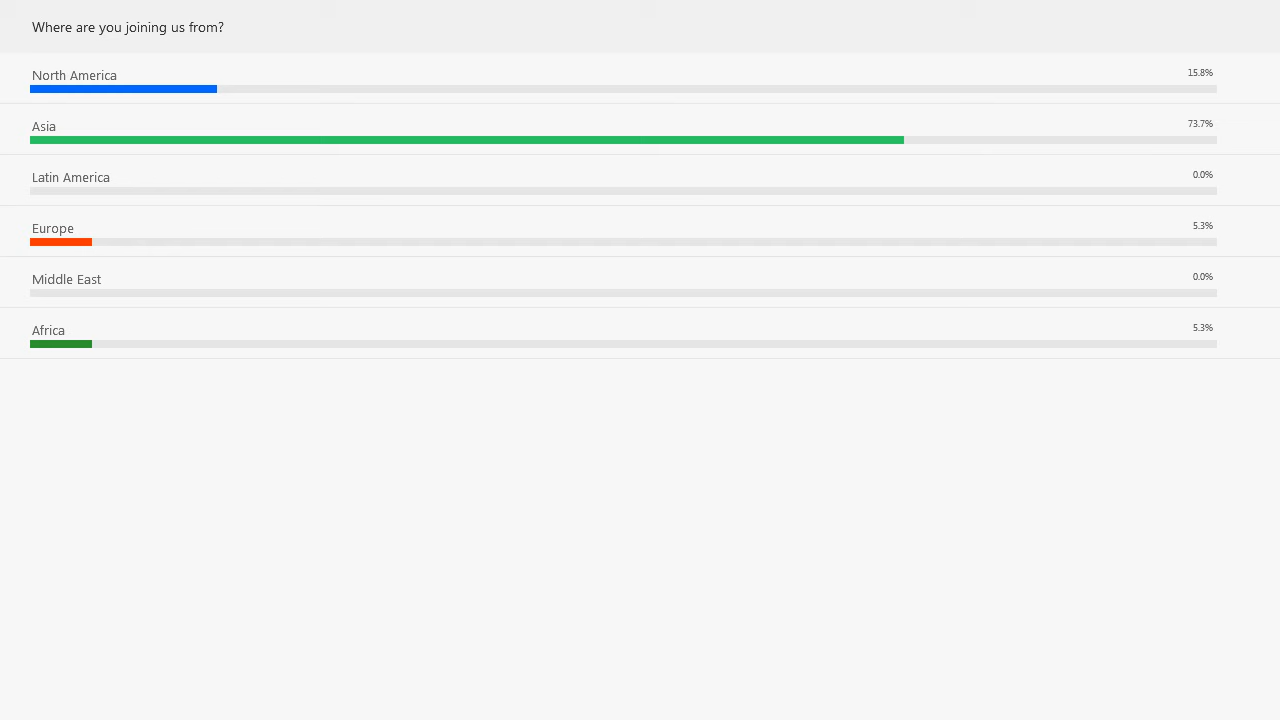 Where are you joining us from?
North America 15.8%
Asia 73.7%
Latin America 0.0%
Europe 5.3%
Middle East 0.0%
Africa 5.3%